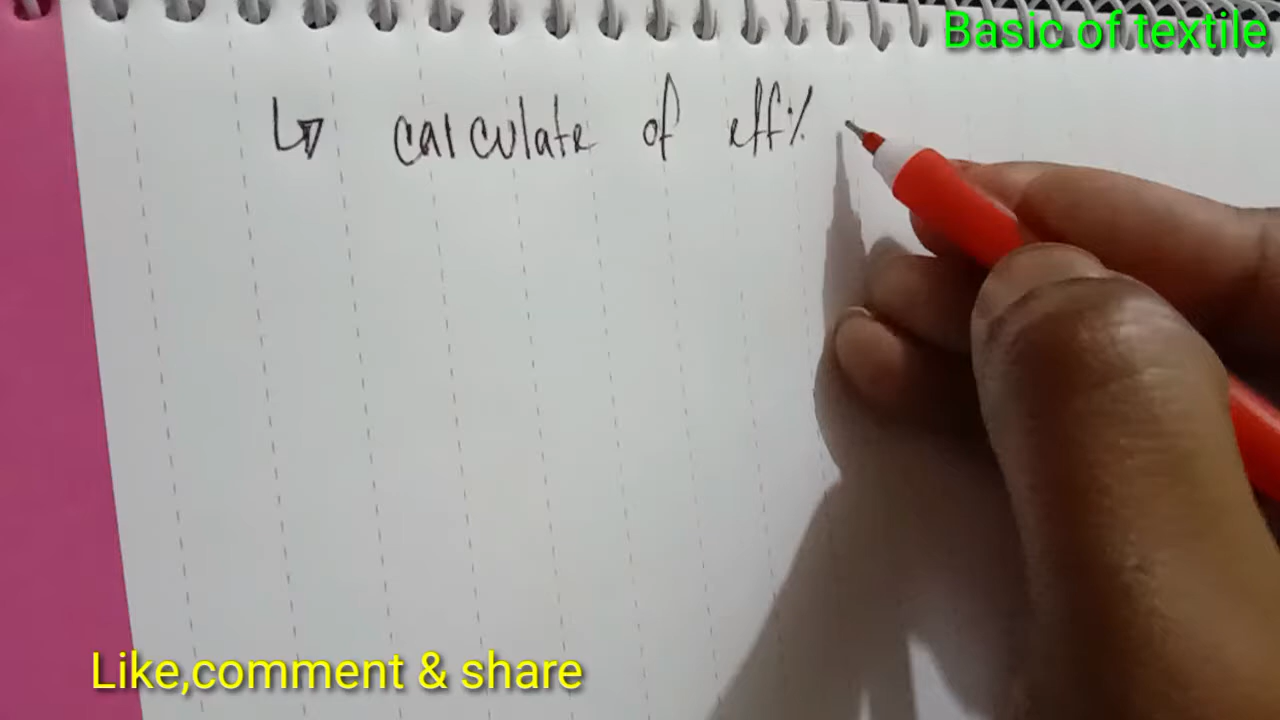 Basic of textile
↳ calculate of eff%
Like,comment & share